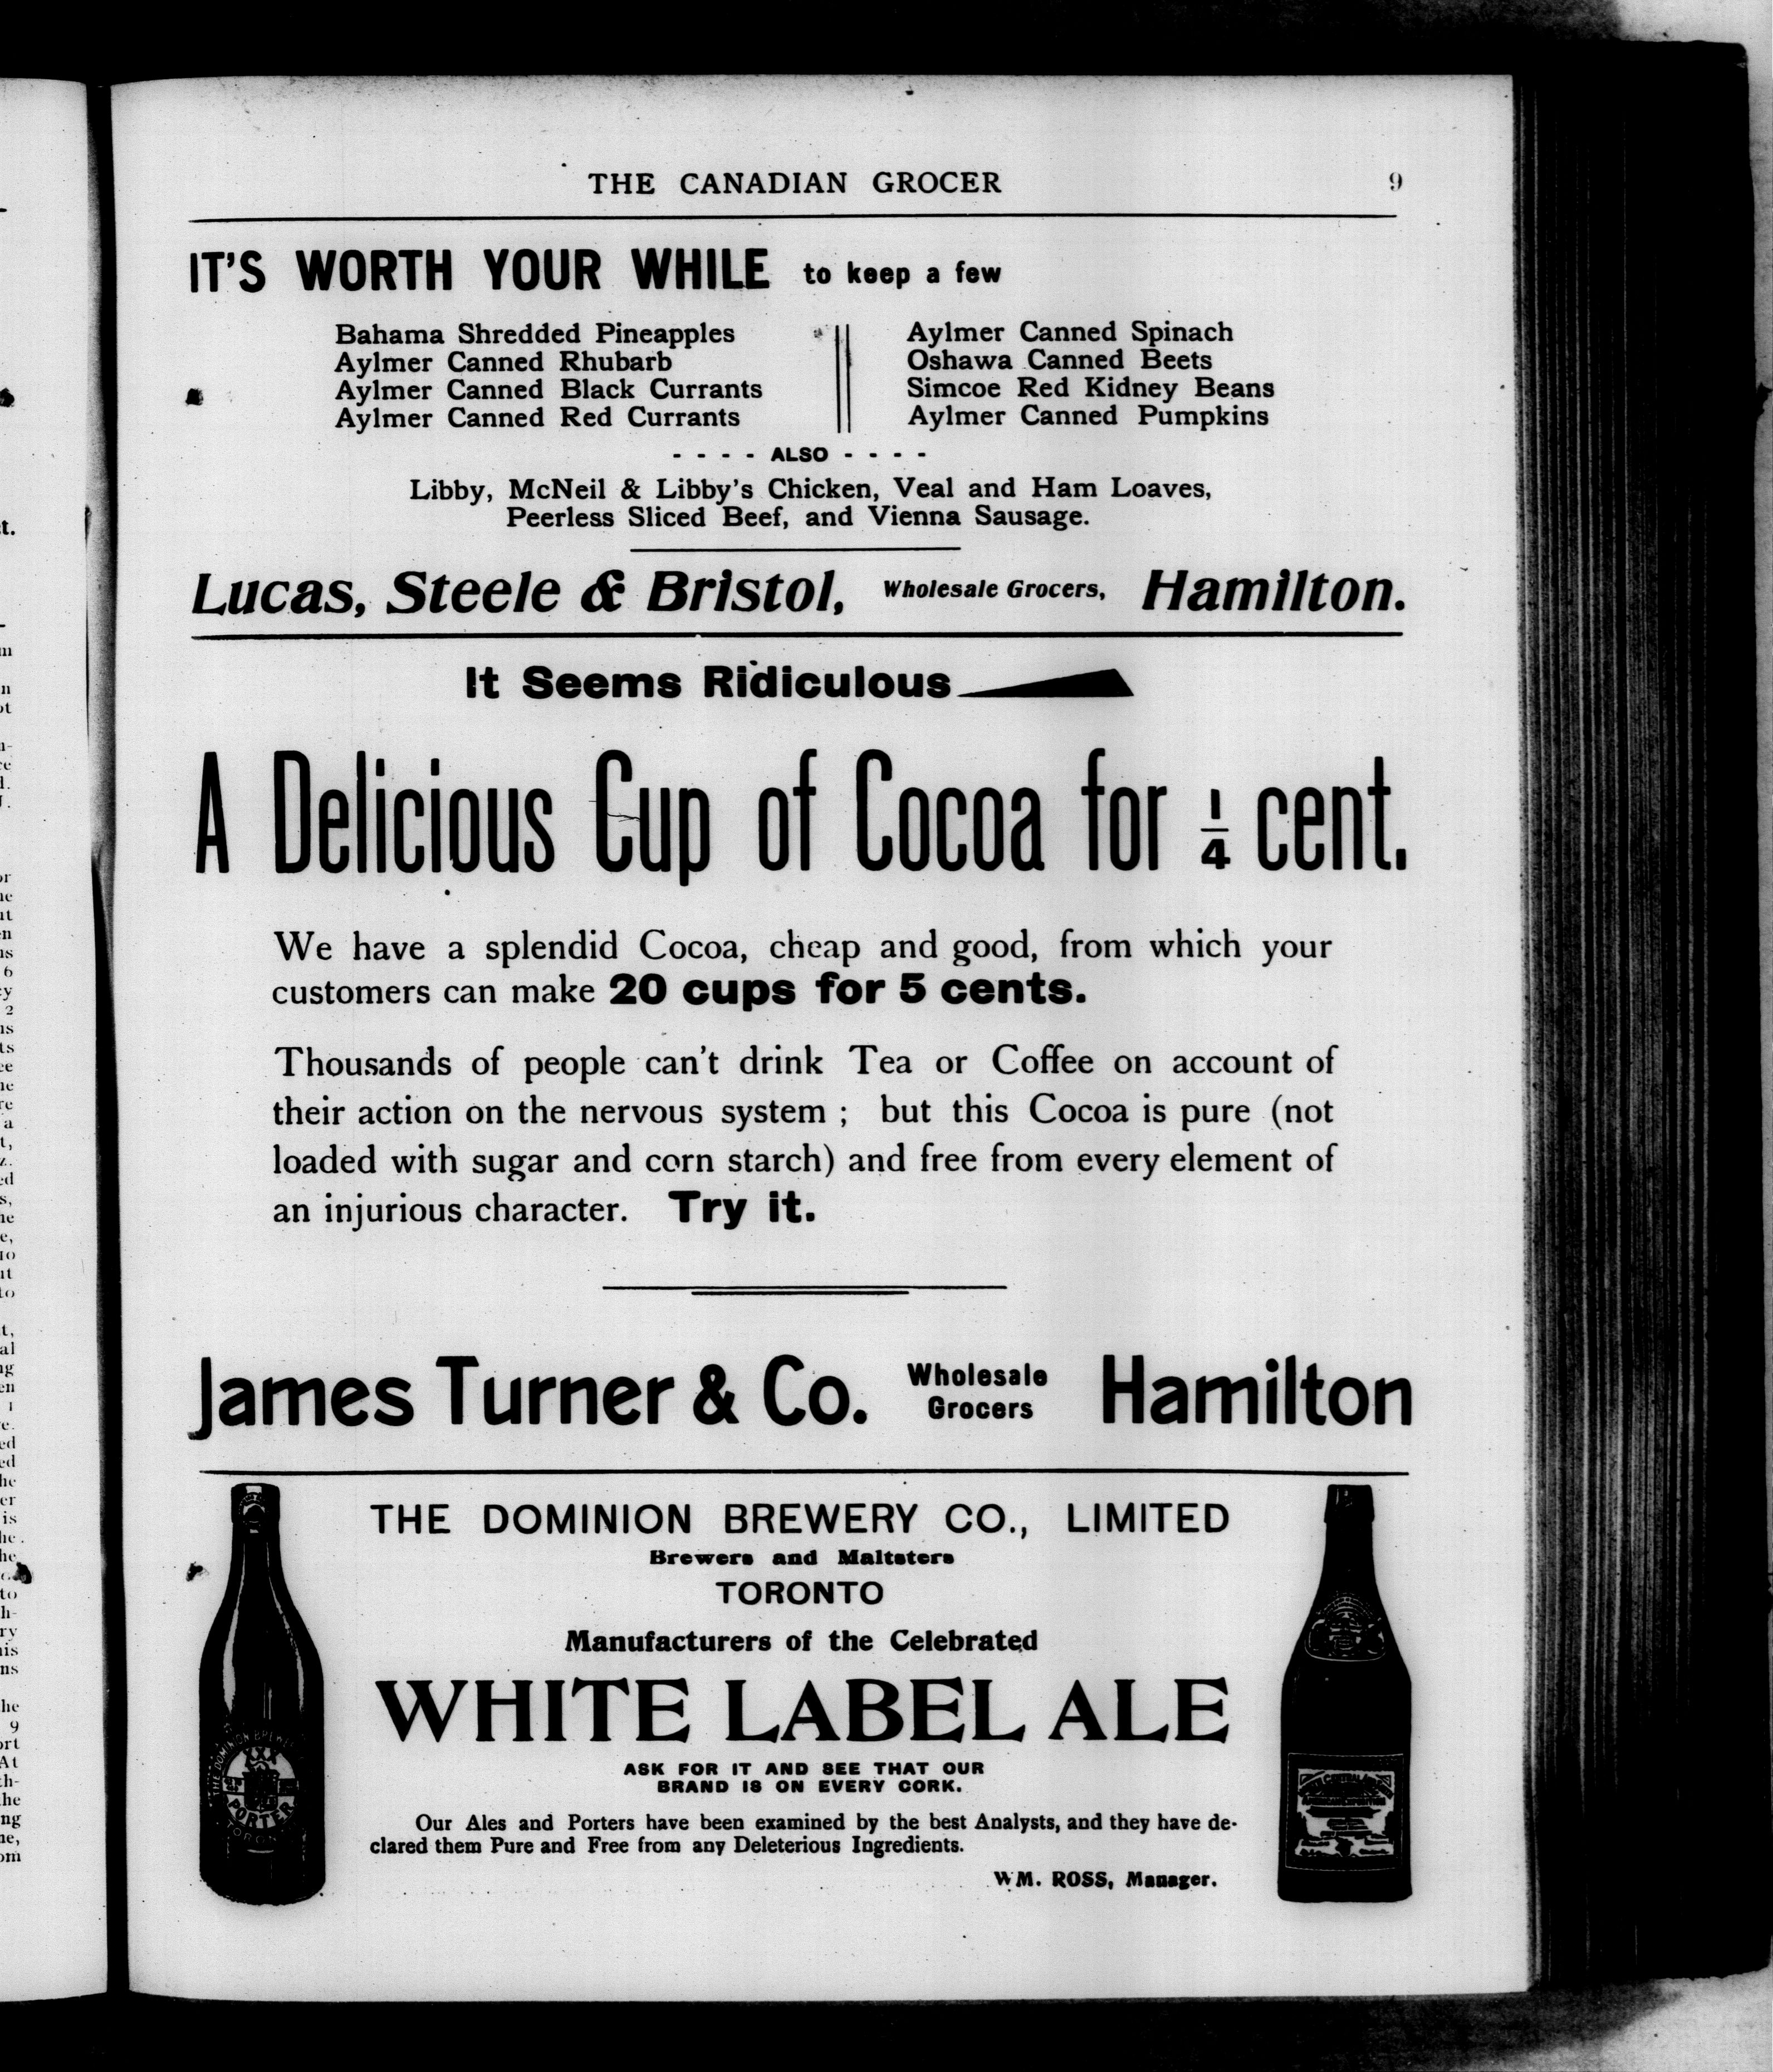 THE CANADIAN GROCER 9
IT'S WORTH YOUR WHILE to keep a few
Bahama Shredded Pineapples
Aylmer Canned Rhubarb
Aylmer Canned Black Currants
Aylmer Canned Red Currants
Aylmer Canned Spinach
Oshawa Canned Beets
Simcoe Red Kidney Beans
Aylmer Canned Pumpkins
- - - - ALSO - - - -
Libby, McNeil & Libby's Chicken, Veal and Ham Loaves,
Peerless Sliced Beef, and Vienna Sausage.
Lucas, Steele & Bristol, Wholesale Grocers, Hamilton.
It Seems Ridiculous
A Delicious Cup of Cocoa for 1/4 cent.
We have a splendid Cocoa, cheap and good, from which your
customers can make 20 cups for 5 cents.
Thousands of people can't drink Tea or Coffee on account of
their action on the nervous system ; but this Cocoa is pure (not
loaded with sugar and corn starch) and free from every element of
an injurious character. Try it.
James Turner & Co. Wholesale Grocers Hamilton
THE DOMINION BREWERY CO., LIMITED
Brewers and Maltsters
TORONTO
Manufacturers of the Celebrated
WHITE LABEL ALE
ASK FOR IT AND SEE THAT OUR
BRAND IS ON EVERY CORK.
Our Ales and Porters have been examined by the best Analysts, and they have de-
clared them Pure and Free from any Deleterious Ingredients.
WM. ROSS, Manager.
THE DOMINION BREWERY
XXX
PORTER
TORONTO